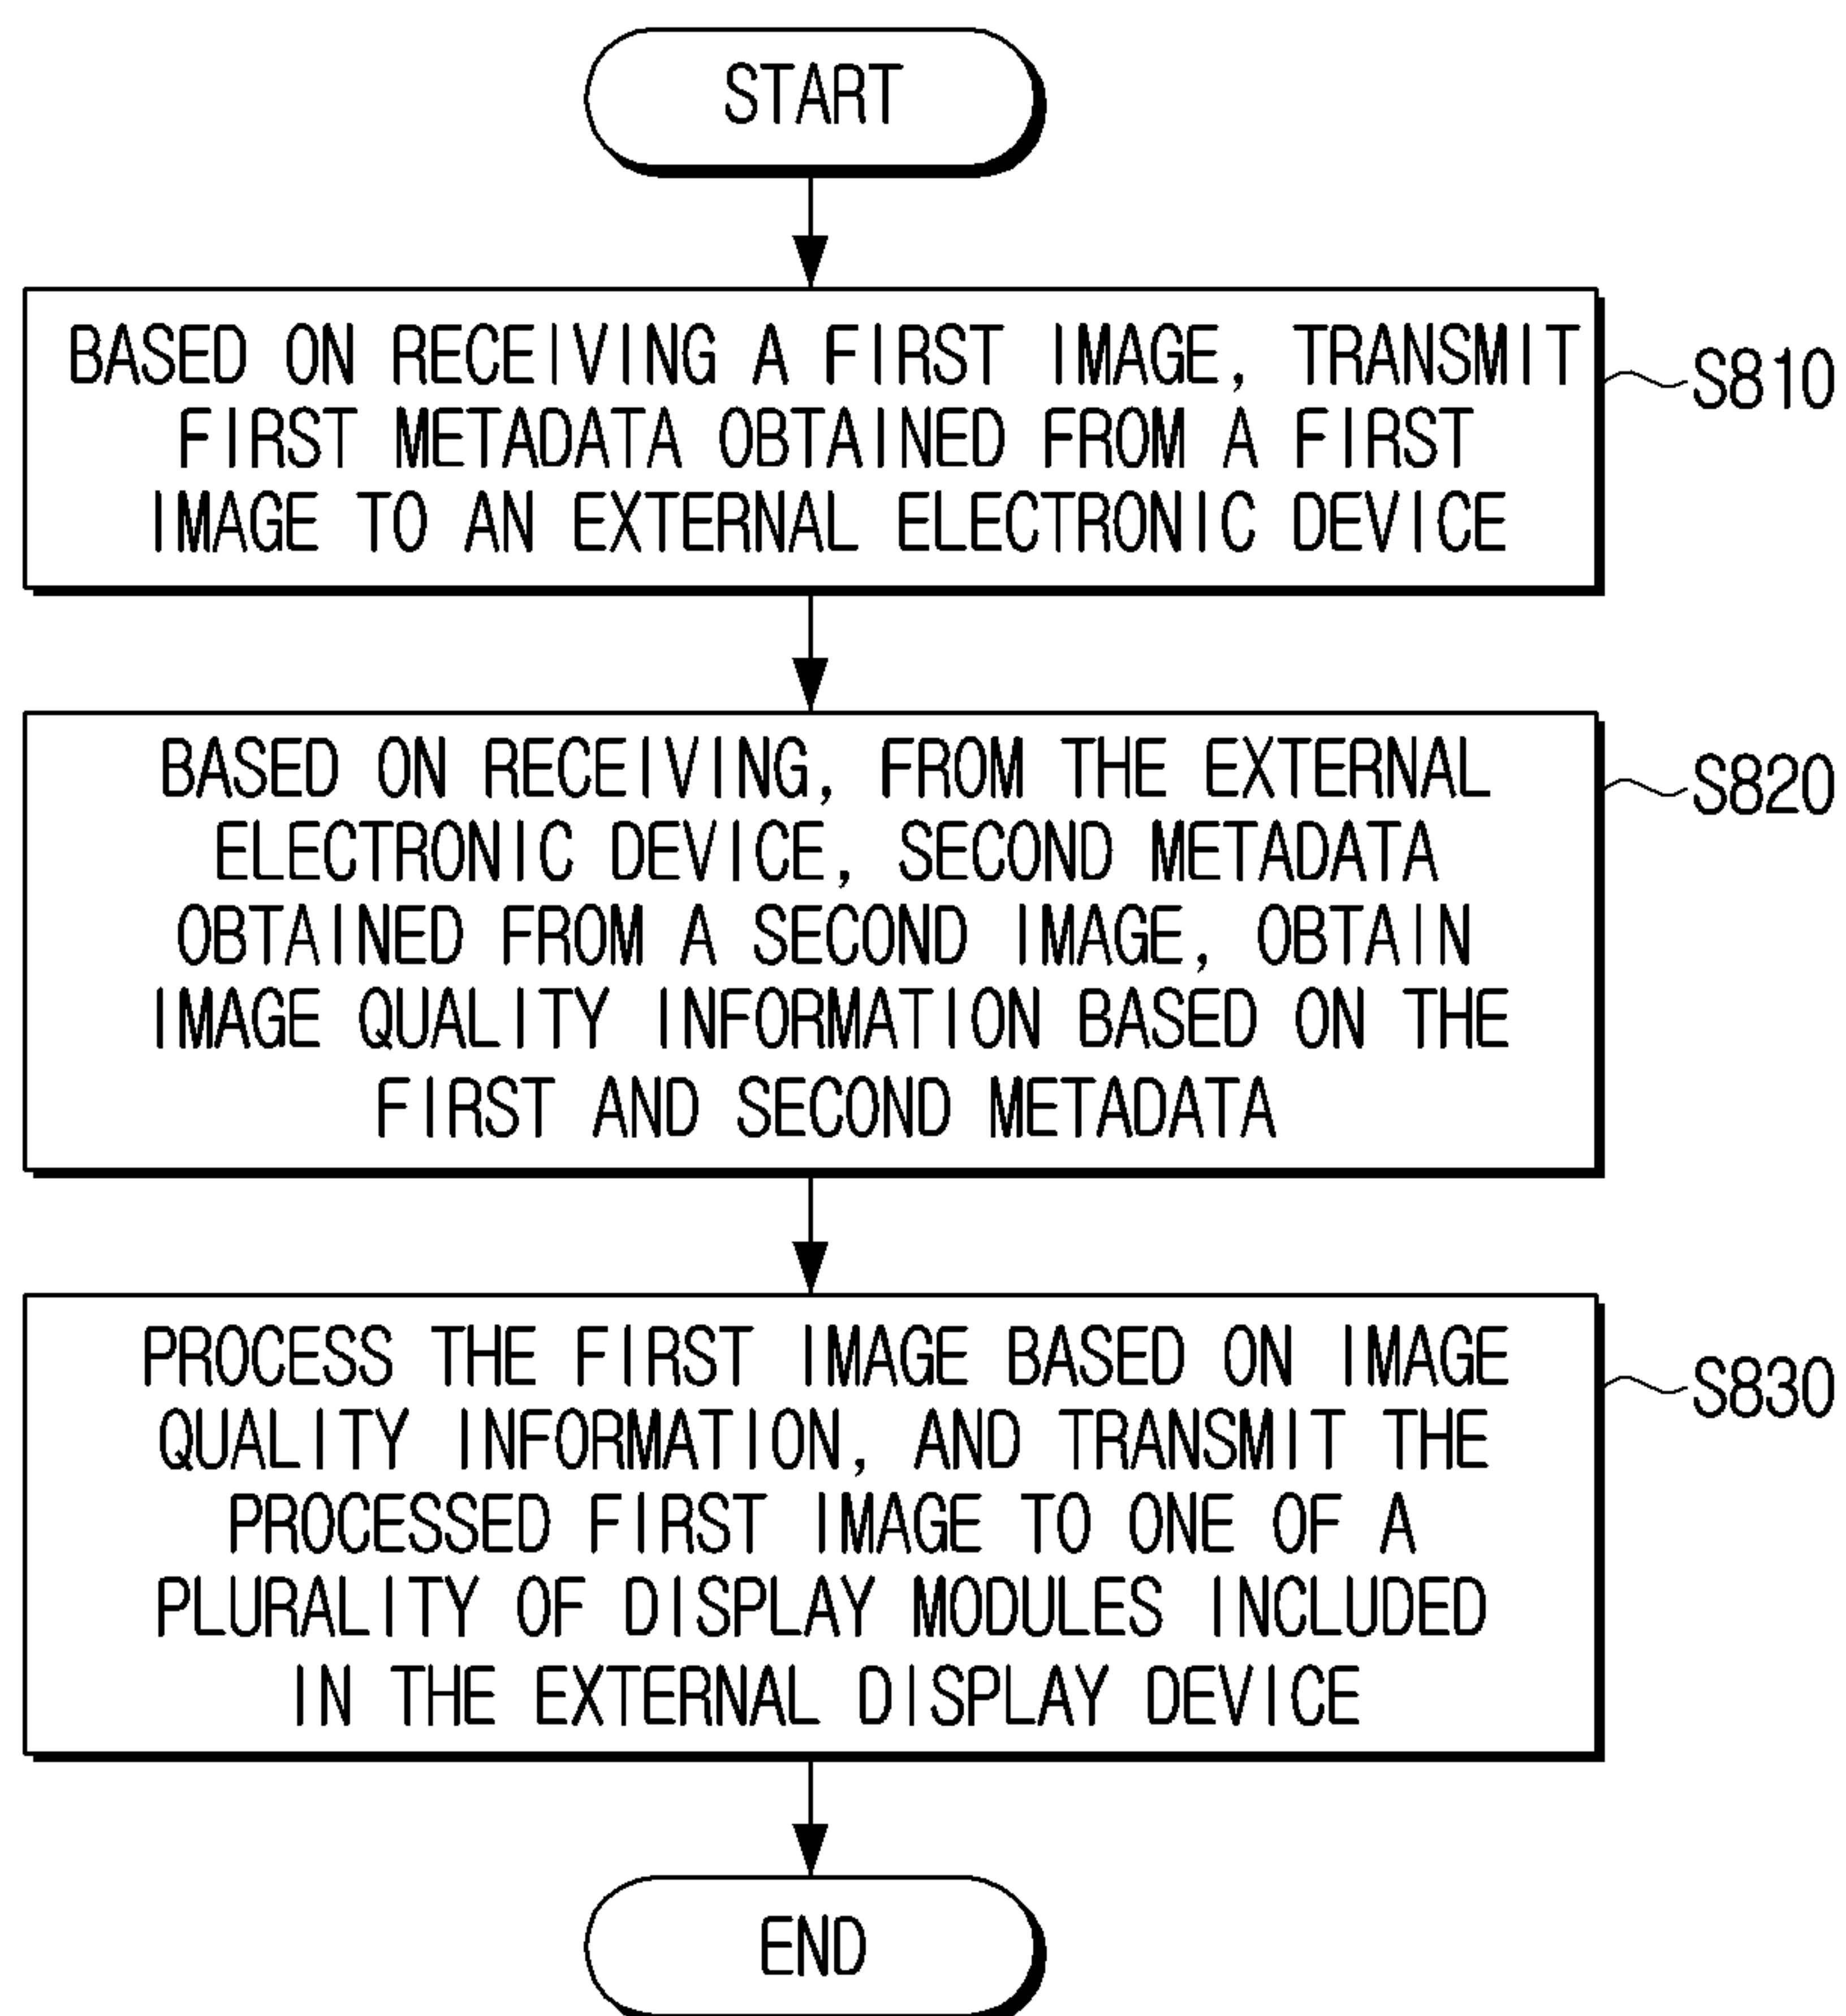 START
BASED ON RECEIVING A FIRST IMAGE, TRANSMIT
FIRST METADATA OBTAINED FROM A FIRST
IMAGE TO AN EXTERNAL ELECTRONIC DEVICE
S810
BASED ON RECEIVING, FROM THE EXTERNAL
ELECTRONIC DEVICE, SECOND METADATA
OBTAINED FROM A SECOND IMAGE, OBTAIN
IMAGE QUALITY INFORMATION BASED ON THE
FIRST AND SECOND METADATA
S820
PROCESS THE FIRST IMAGE BASED ON IMAGE
QUALITY INFORMATION, AND TRANSMIT THE
PROCESSED FIRST IMAGE TO ONE OF A
PLURALITY OF DISPLAY MODULES INCLUDED
IN THE EXTERNAL DISPLAY DEVICE
S830
END